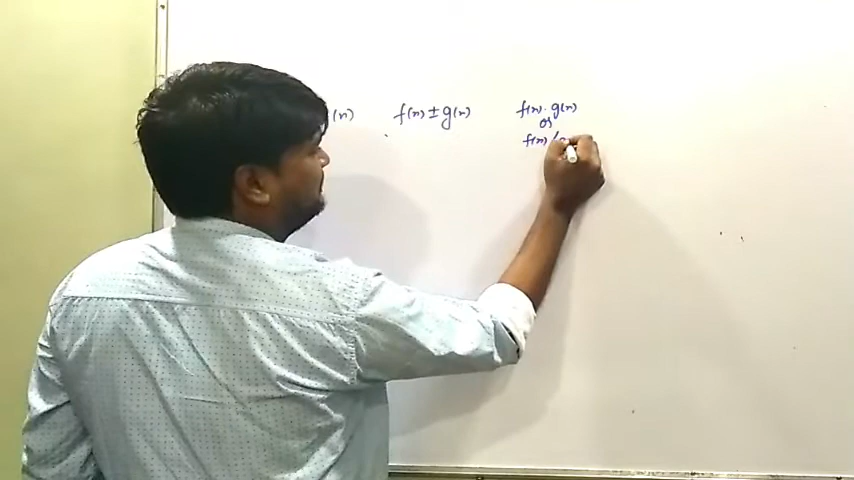 (x) f(x) ± g(x) f(x) · g(x)
or
f(x) /